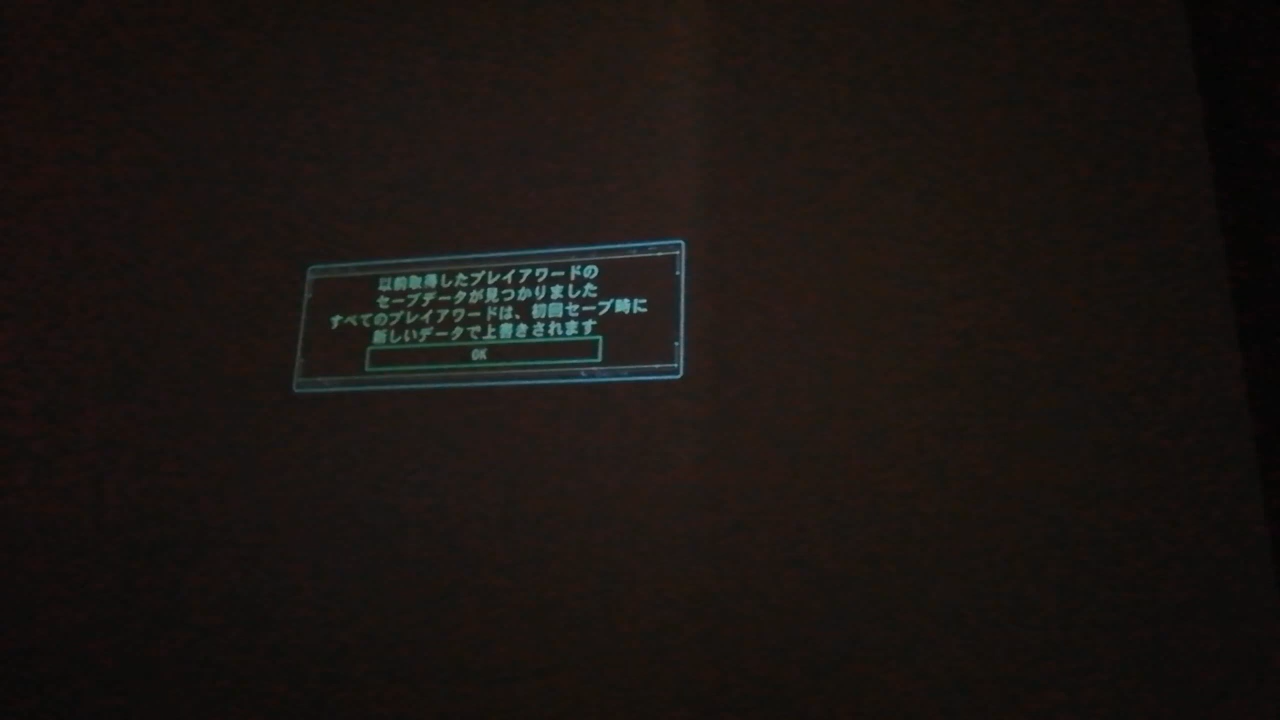 以前取得したプレイアワードの
セーブデータが見つかりました
すべてのプレイアワードは、初回セーブ時に
新しいデータで上書きされます
OK